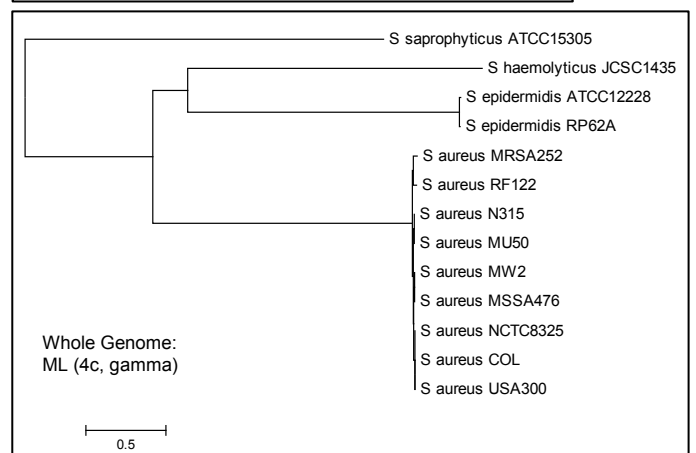 S saprophyticus ATCC15305
S haemolyticus JCSC1435
S epidermidis ATCC12228
S epidermidis RP62A
S aureus MRSA252
S aureus RF122
S aureus N315
S aureus MU50
S aureus MW2
S aureus MSSA476
S aureus NCTC8325
S aureus COL
S aureus USA300
Whole Genome:
ML (4c, gamma)
0.5